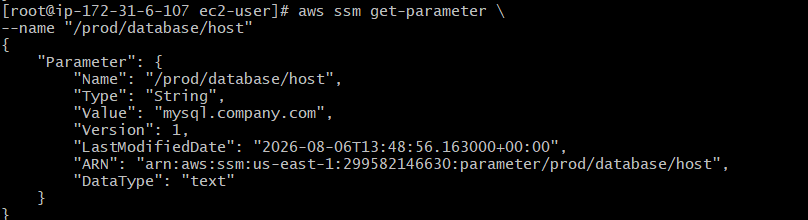 [root@ip-172-31-6-107 ec2-user]# aws ssm get-parameter \
--name "/prod/database/host"
{
    "Parameter": {
        "Name": "/prod/database/host",
        "Type": "String",
        "Value": "mysql.company.com",
        "Version": 1,
        "LastModifiedDate": "2026-08-06T13:48:56.163000+00:00",
        "ARN": "arn:aws:ssm:us-east-1:299582146630:parameter/prod/database/host",
        "DataType": "text"
    }
}